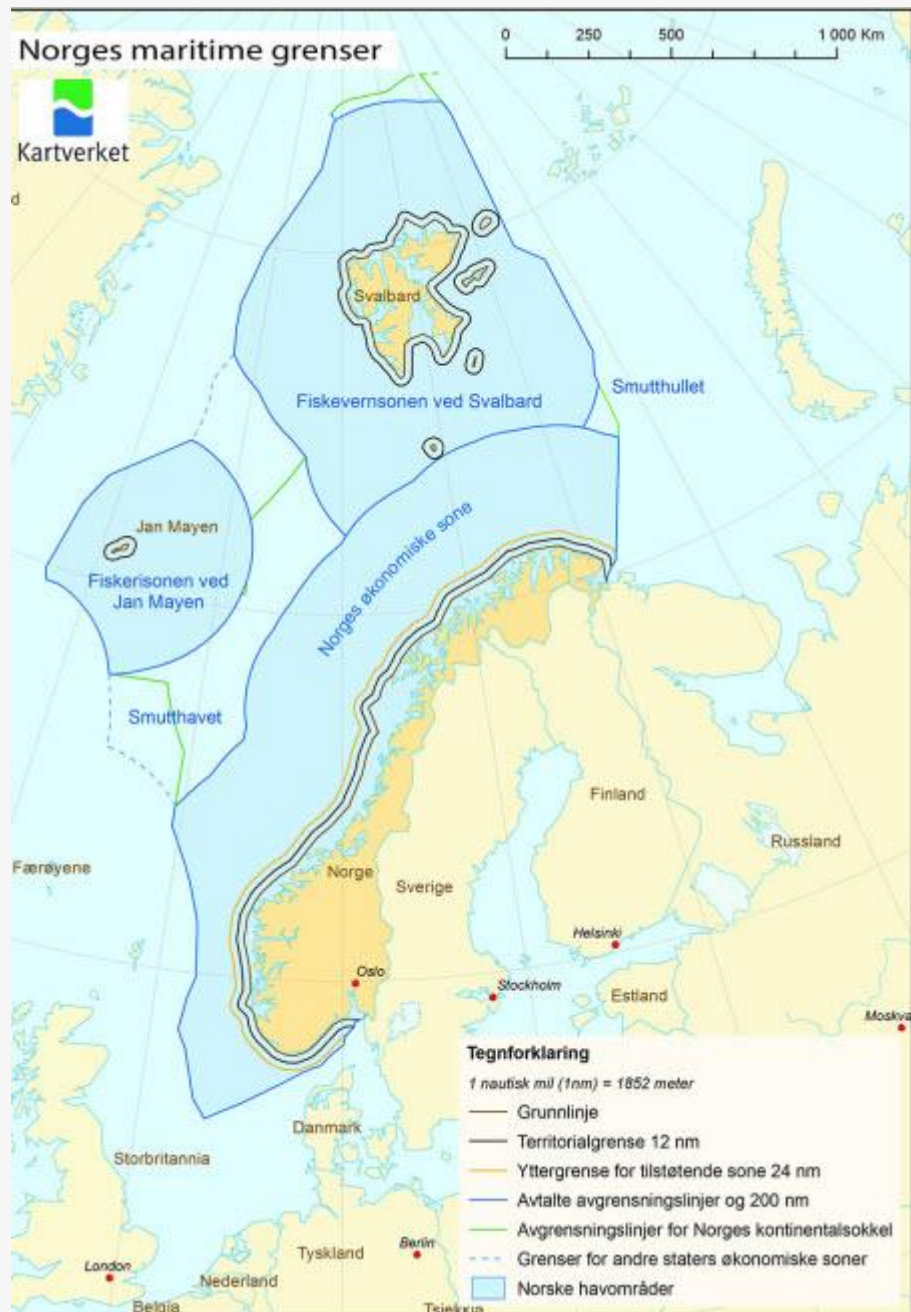 Norges maritime grenser
0 250 500 1 000 Km
Kartverket
d
Svalbard
Fiskevernsonen ved Svalbard
Smutthullet
Jan Mayen
Fiskerisonen ved
Jan Mayen
Norges økonomiske sone
Smutthavet
Finland
Russland
Færøyene
Norge
Sverige
Helsinki
Oslo
Stockholm
Estland
Moskva
Danmark
Storbritannia
Tyskland
Berlin
London
Nederland
Belgia
Tsjekkia
Tegnforklaring
1 nautisk mil (1nm) = 1852 meter
Grunnlinje
Territorialgrense 12 nm
Yttergrense for tilstøtende sone 24 nm
Avtalte avgrensningslinjer og 200 nm
Avgrensningslinjer for Norges kontinentalsokkel
Grenser for andre staters økonomiske soner
Norske havområder